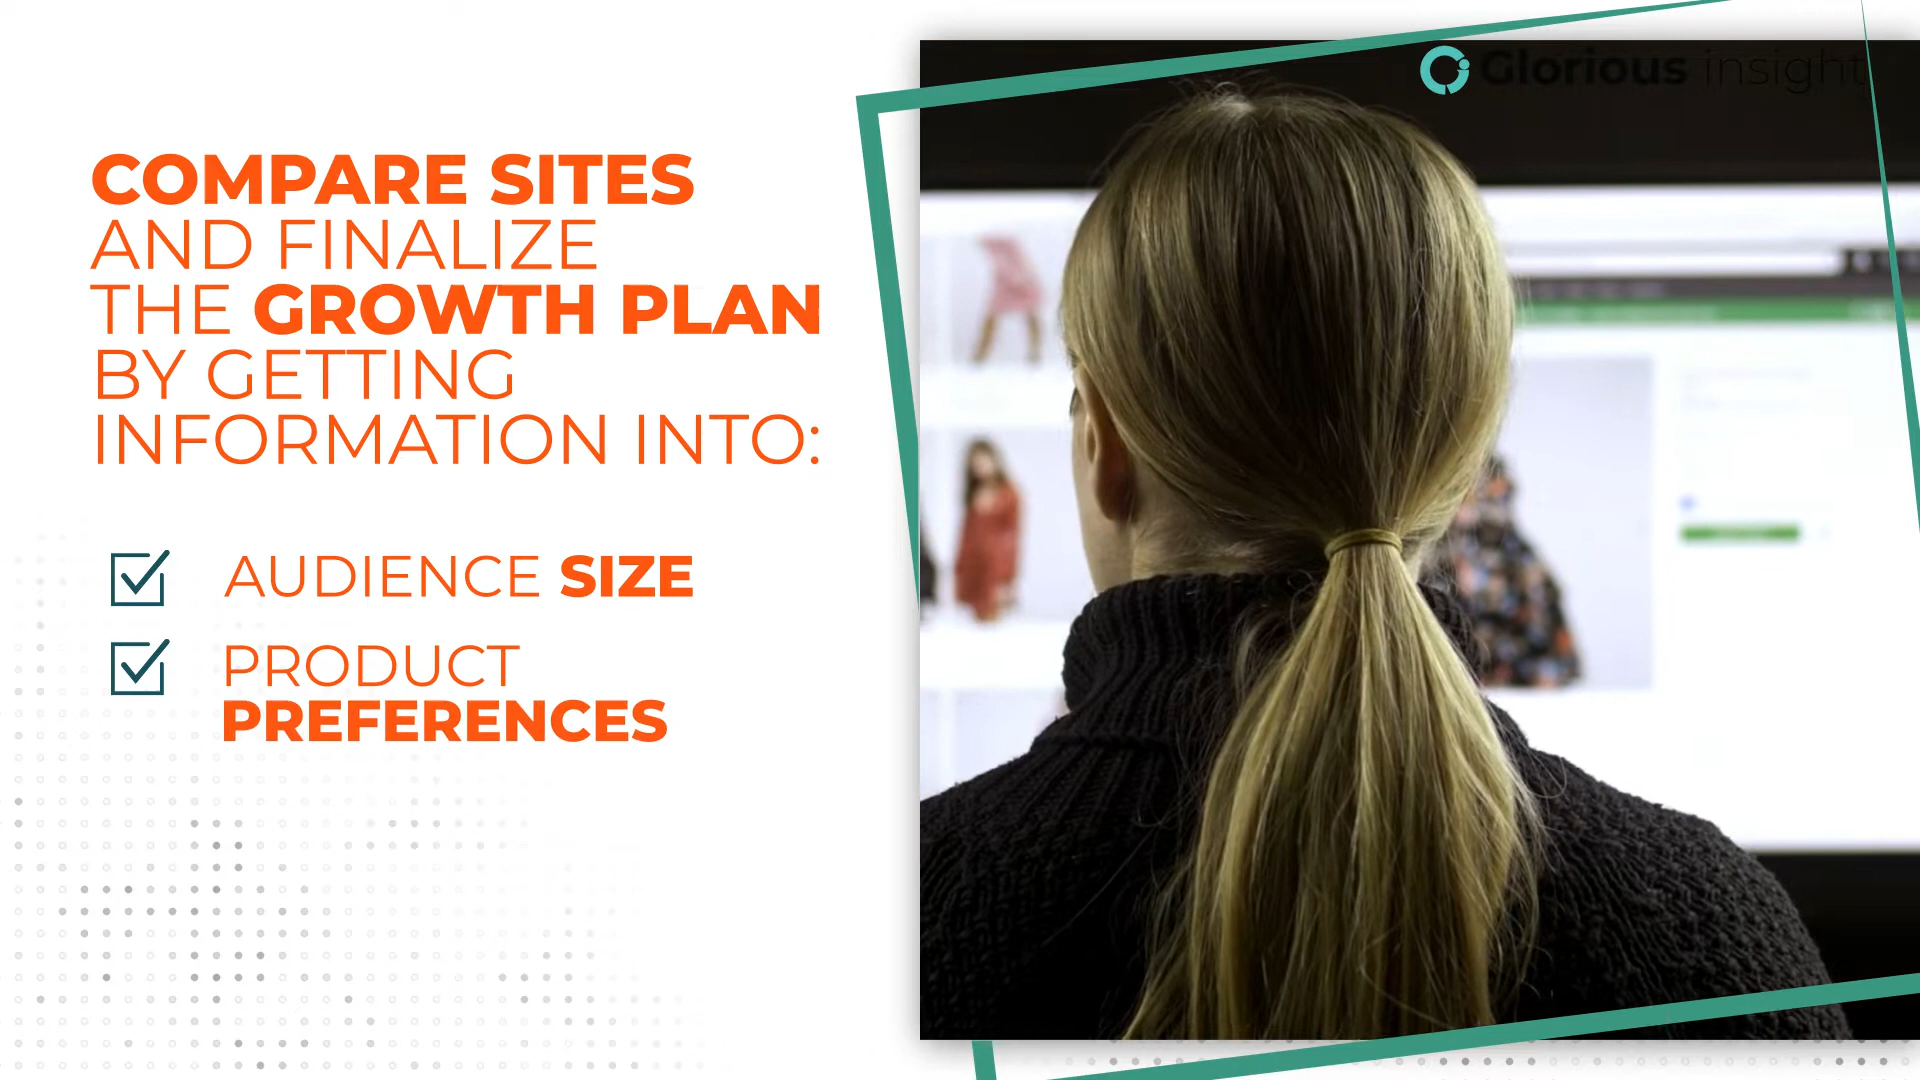 COMPARE SITES
AND FINALIZE
THE GROWTH PLAN
BY GETTING
INFORMATION INTO:
AUDIENCE SIZE
PRODUCT
PREFERENCES
Glorious insight